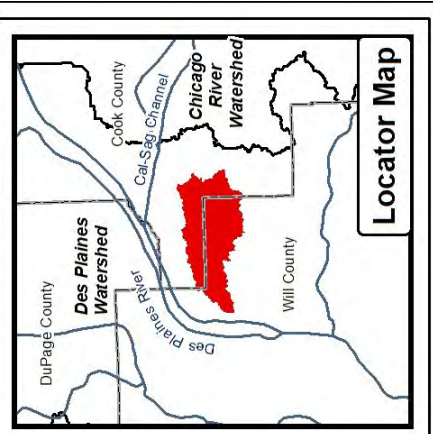 Locator Map
Chicago
River
Watershed
Cook County
Cal-Sag Channel
Will County
Des Plaines
Watershed
Des Plaines River
DuPage County